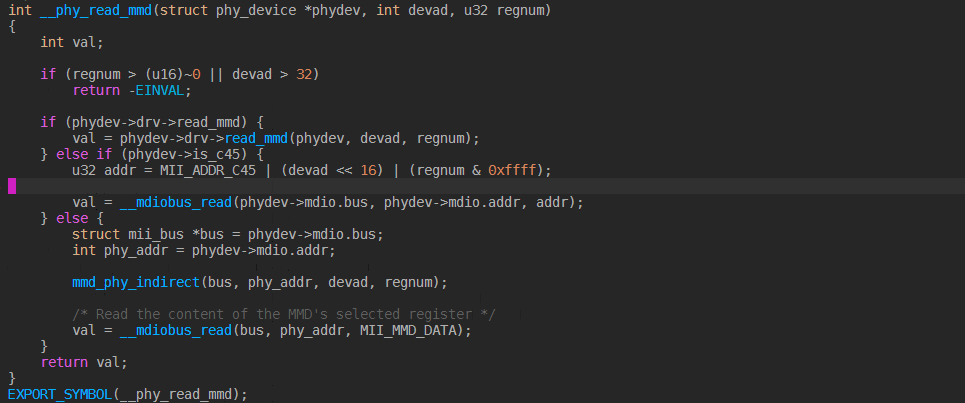 int __phy_read_mmd(struct phy_device *phydev, int devad, u32 regnum)
{
    int val;

    if (regnum > (u16)~0 || devad > 32)
        return -EINVAL;

    if (phydev->drv->read_mmd) {
        val = phydev->drv->read_mmd(phydev, devad, regnum);
    } else if (phydev->is_c45) {
        u32 addr = MII_ADDR_C45 | (devad << 16) | (regnum & 0xffff);

        val = __mdiobus_read(phydev->mdio.bus, phydev->mdio.addr, addr);
    } else {
        struct mii_bus *bus = phydev->mdio.bus;
        int phy_addr = phydev->mdio.addr;

        mmd_phy_indirect(bus, phy_addr, devad, regnum);

        /* Read the content of the MMD's selected register */
        val = __mdiobus_read(bus, phy_addr, MII_MMD_DATA);
    }
    return val;
}
EXPORT_SYMBOL(__phy_read_mmd);